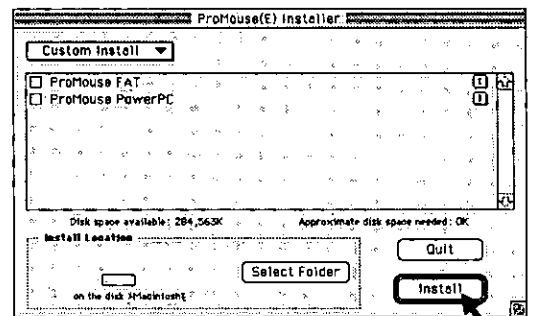 ProMouse(E) Installer
Custom Install
ProMouse FAT
ProMouse PowerPC
Disk space available: 284,563K Approximate disk space needed: 0K
Install Location
Quit
Select Folder
on the disk
Install